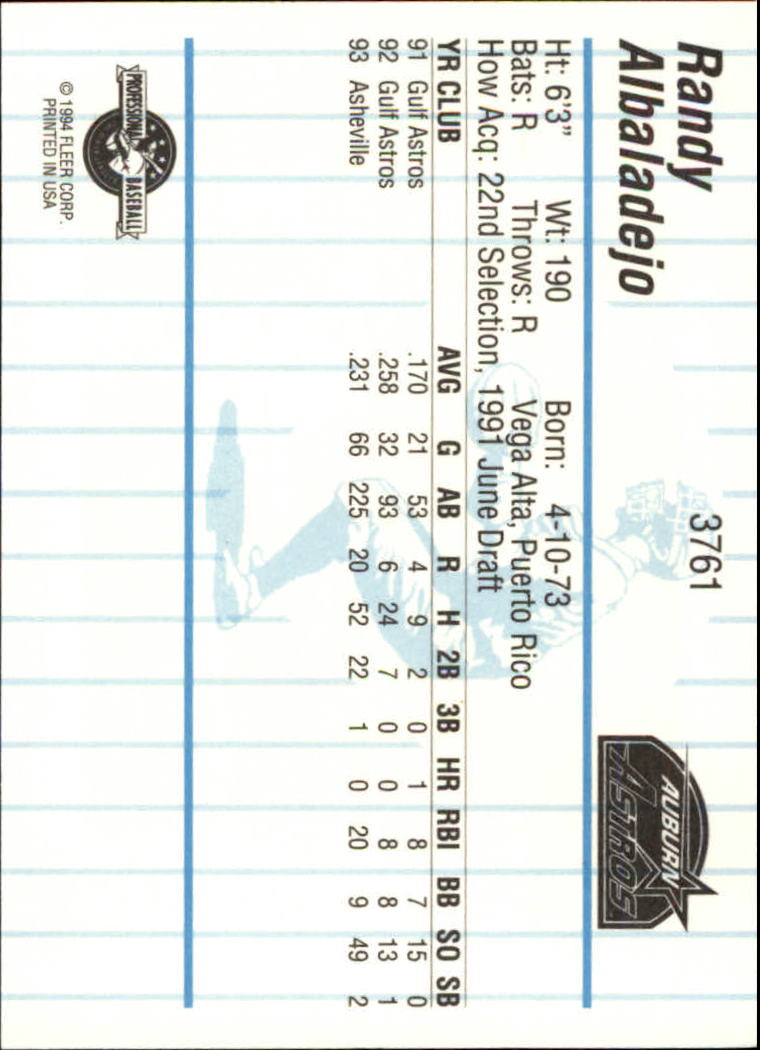 Randy
Albaladejo
3761
AUBURN
ASTROS
Ht: 6'3" Wt: 190 Born: 4-10-73
Bats: R Throws: R Vega Alta, Puerto Rico
How Acq: 22nd Selection, 1991 June Draft
YR CLUB AVG G AB R H 2B 3B HR RBI BB SO SB
91 Gulf Astros .170 21 53 4 9 2 0 1 8 7 15 0
92 Gulf Astros .258 32 93 6 24 7 0 0 8 8 13 1
93 Asheville .231 66 225 20 52 22 1 0 20 9 49 2
PROFESSIONAL BASEBALL
© 1994 FLEER CORP.
PRINTED IN USA